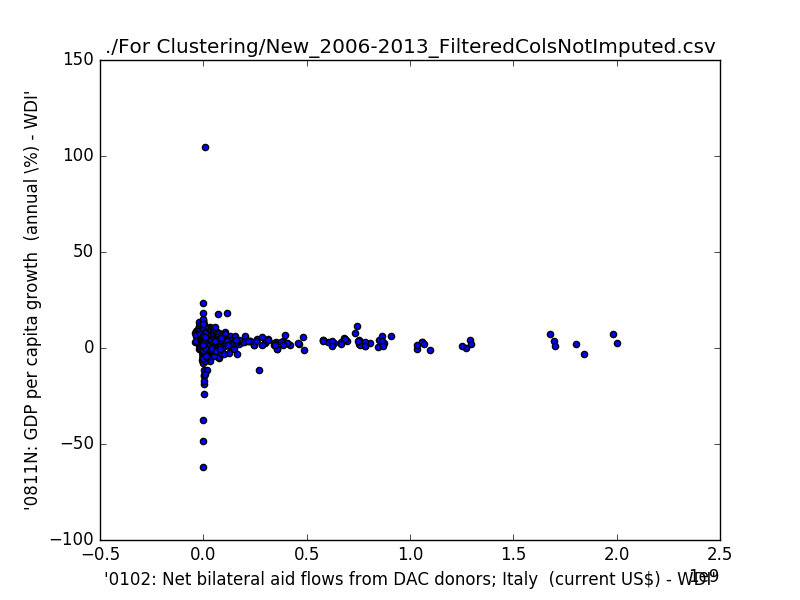 ./For Clustering/New_2006-2013_FilteredColsNotImputed.csv
'0811N: GDP per capita growth  (annual \%) - WDI'
150
100
50
0
−50
−100
−0.5 0.0 0.5 1.0 1.5 2.0 2.5
1e9
'0102: Net bilateral aid flows from DAC donors; Italy  (current US$) - WDI'